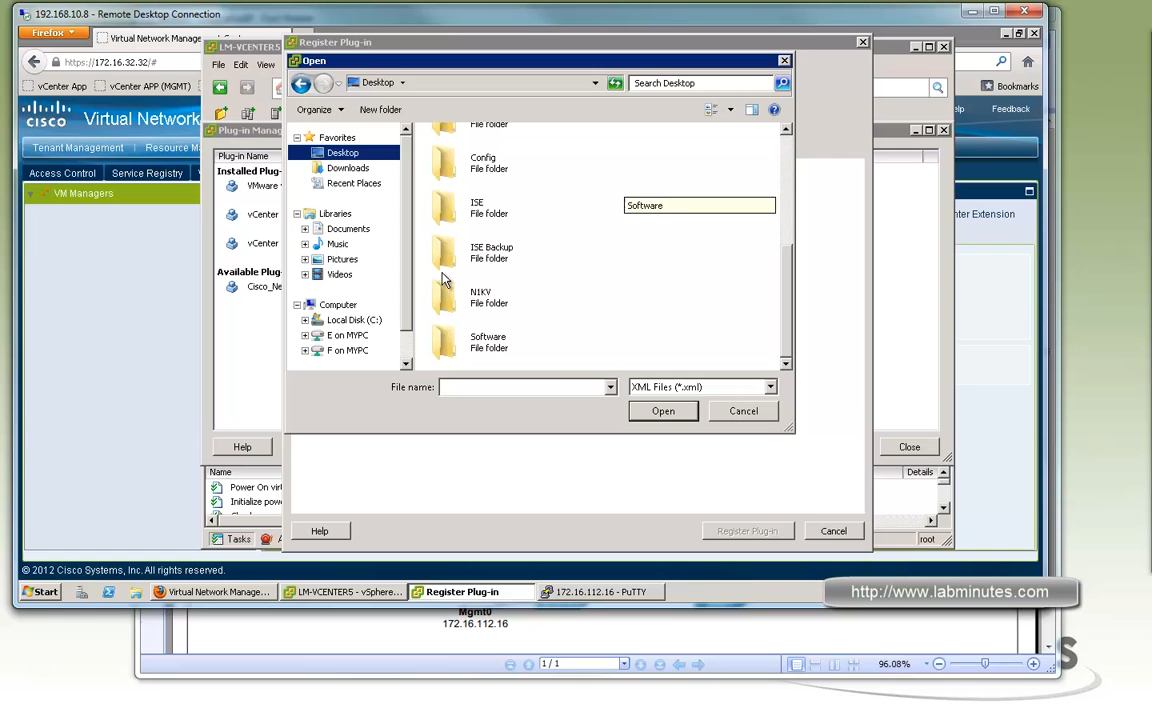 192.168.10.8 - Remote Desktop Connection
Firefox
Virtual Network Manage
https://172.16.32.32/#
vCenter App
vCenter APP (MGMT)
Bookmarks
CISCO
Virtual Network
Feedback
Tenant Management
Access Control
Service Registry
VM Managers
nter Extension
LM-VCENTER5
File Edit View
Plug-in Mana
Plug-in Name
Installed Plug-
VMware
vCenter
vCenter
Available Plug-
Cisco_Ne
Help
Close
Name
Details
Power On virt
Tasks
root
Register Plug-in
Help
Register Plug-in
Cancel
Open
Desktop
Search Desktop
Organize
New folder
Favorites
Desktop
Downloads
Recent Places
Libraries
Documents
Music
Pictures
Videos
Computer
Local Disk (C:)
E on MYPC
F on MYPC
File folder
Config
File folder
ISE
File folder
ISE Backup
File folder
N1KV
File folder
Software
File folder
Software
File name:
XML Files (*.xml)
Open
Cancel
© 2012 Cisco Systems, Inc. All rights reserved.
Start
Virtual Network Manage...
LM-VCENTER5 - vSphere...
Register Plug-in
172.16.112.16 - PuTTY
http://www.labminutes.com
Mgmt0
172.16.112.16
1 / 1
96.08%